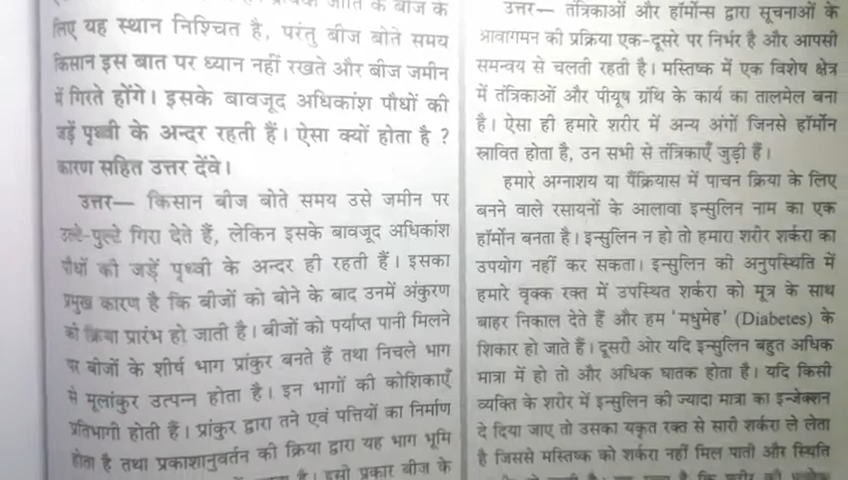 लिए यह स्थान निश्चित है, परंतु बीज बोते समय
किसान इस बात पर ध्यान नहीं रखते और बीज जमीन
में गिरते होंगे। इसके बावजूद अधिकांश पौधों की
जड़ें पृथ्वी के अन्दर रहती हैं। ऐसा क्यों होता है ?
कारण सहित उत्तर देंवे।
उत्तर— किसान बीज बोते समय उसे जमीन पर
उल्टे-पुल्टे गिरा देते हैं, लेकिन इसके बावजूद अधिकांश
पौधों की जड़ें पृथ्वी के अन्दर ही रहती हैं। इसका
प्रमुख कारण है कि बीजों को बोने के बाद उनमें अंकुरण
की क्रिया प्रारंभ हो जाती है। बीजों को पर्याप्त पानी मिलने
पर बीजों के शीर्ष भाग प्रांकुर बनते हैं तथा निचले भाग
से मूलांकुर उत्पन्न होता है। इन भागों की कोशिकाएँ
प्रतिभागी होती हैं। प्रांकुर द्वारा तने एवं पत्तियों का निर्माण
होता है तथा प्रकाशानुवर्तन की क्रिया द्वारा यह भाग भूमि
है। इसी प्रकार बीज के
उत्तर— तंत्रिकाओं और हॉर्मोन्स द्वारा सूचनाओं के
आवागमन की प्रक्रिया एक-दूसरे पर निर्भर है और आपसी
समन्वय से चलती रहती है। मस्तिष्क में एक विशेष क्षेत्र
में तंत्रिकाओं और पीयूष ग्रंथि के कार्य का तालमेल बना
है। ऐसा ही हमारे शरीर में अन्य अंगों जिनसे हॉर्मोन
स्रावित होता है, उन सभी से तंत्रिकाएँ जुड़ी हैं।
हमारे अग्नाशय या पैंक्रियास में पाचन क्रिया के लिए
बनने वाले रसायनों के आलावा इन्सुलिन नाम का एक
हॉर्मोन बनता है। इन्सुलिन न हो तो हमारा शरीर शर्करा का
उपयोग नहीं कर सकता। इन्सुलिन की अनुपस्थिति में
हमारे वृक्क रक्त में उपस्थित शर्करा को मूत्र के साथ
बाहर निकाल देते हैं और हम 'मधुमेह' (Diabetes) के
शिकार हो जाते हैं। दूसरी ओर यदि इन्सुलिन बहुत अधिक
मात्रा में हो तो और अधिक घातक होता है। यदि किसी
व्यक्ति के शरीर में इन्सुलिन की ज्यादा मात्रा का इन्जेक्शन
दे दिया जाए तो उसका यकृत रक्त से सारी शर्करा ले लेता
है जिससे मस्तिष्क को शर्करा नहीं मिल पाती और स्थिति